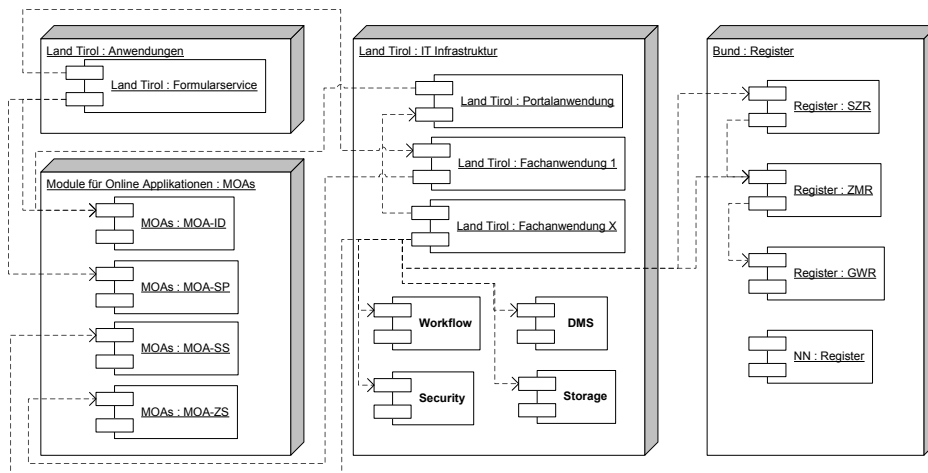 Land Tirol : Anwendungen
Land Tirol : Formularservice
Module für Online Applikationen : MOAs
MOAs : MOA-ID
MOAs : MOA-SP
MOAs : MOA-SS
MOAs : MOA-ZS
Land Tirol : IT Infrastruktur
Land Tirol : Portalanwendung
Land Tirol : Fachanwendung 1
Land Tirol : Fachanwendung X
Workflow
DMS
Security
Storage
Bund : Register
Register : SZR
Register : ZMR
Register : GWR
NN : Register